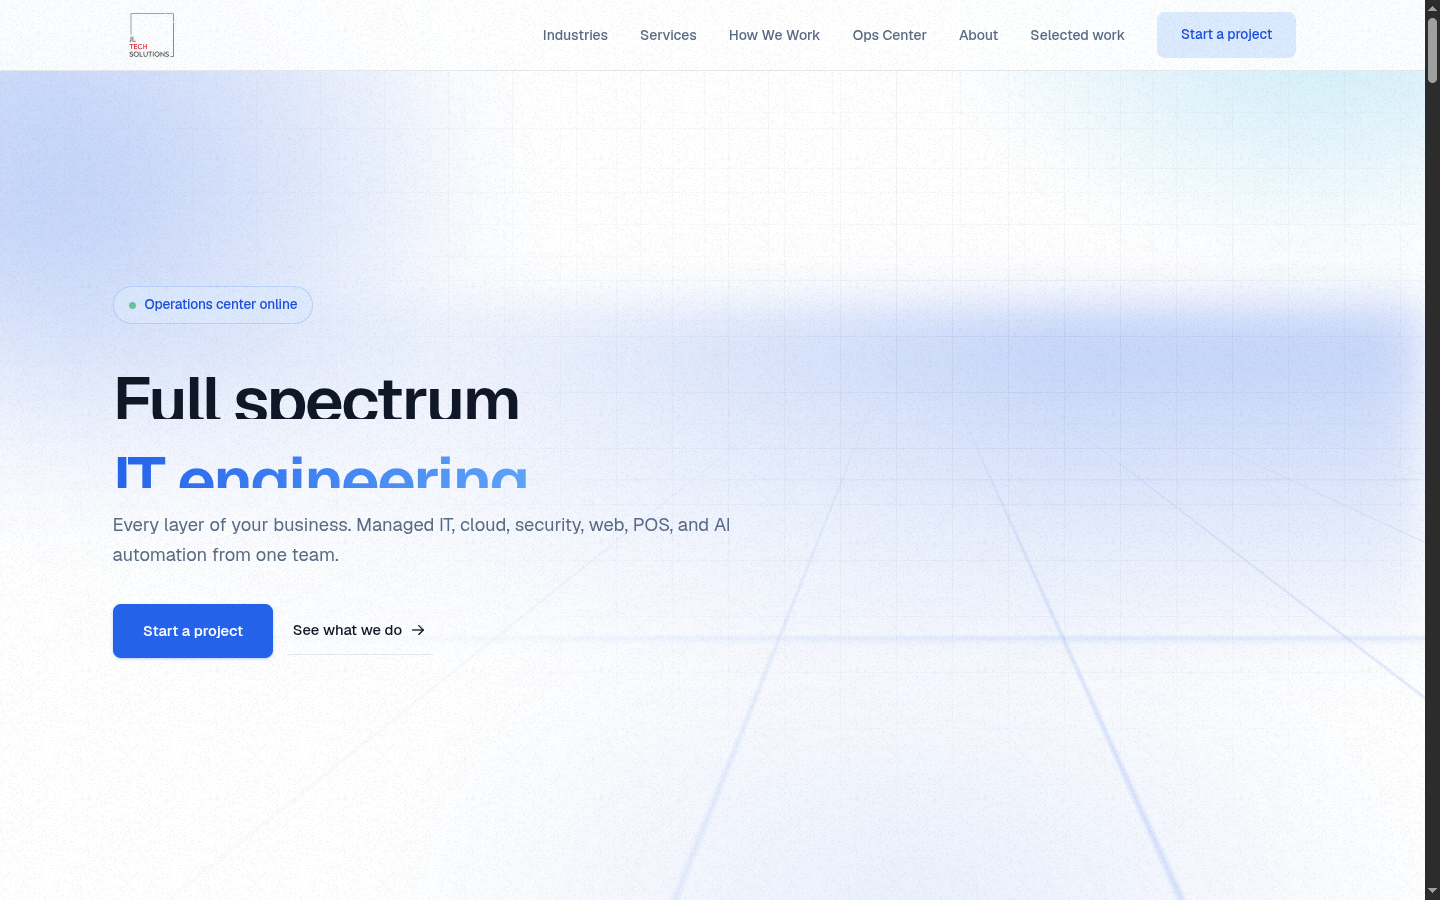 JL
TECH
SOLUTIONS
Industries
Services
How We Work
Ops Center
About
Selected work
Start a project
Operations center online
Full spectrum
IT engineering
Every layer of your business. Managed IT, cloud, security, web, POS, and AI
automation from one team.
Start a project
See what we do →